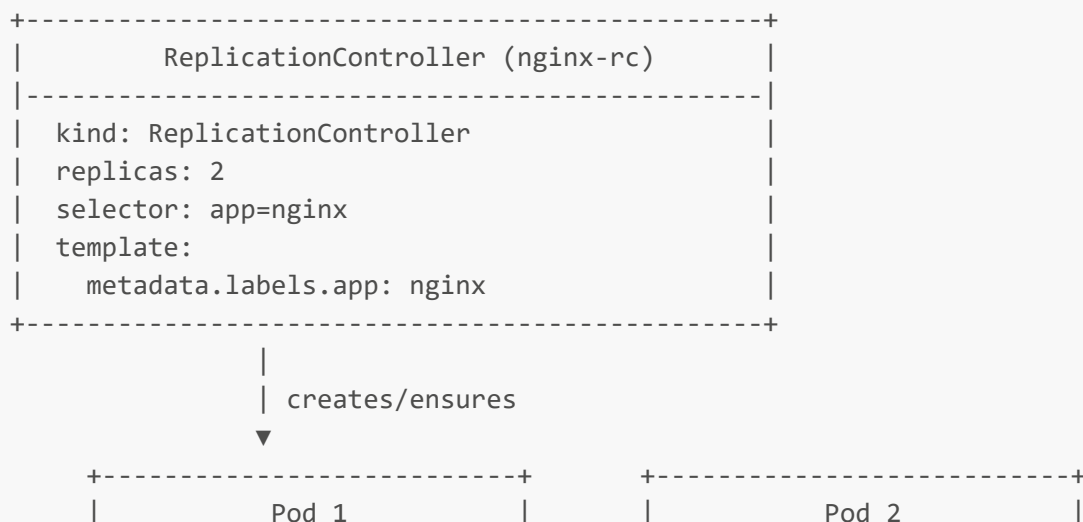 +------------------------------------------------+
|         ReplicationController (nginx-rc)       |
|------------------------------------------------|
|  kind: ReplicationController                   |
|  replicas: 2                                   |
|  selector: app=nginx                           |
|  template:                                     |
|    metadata.labels.app: nginx                  |
+------------------------------------------------+
                |
                | creates/ensures
                ▼
     +---------------------------+       +---------------------------+
     |           Pod 1           |       |           Pod 2           |